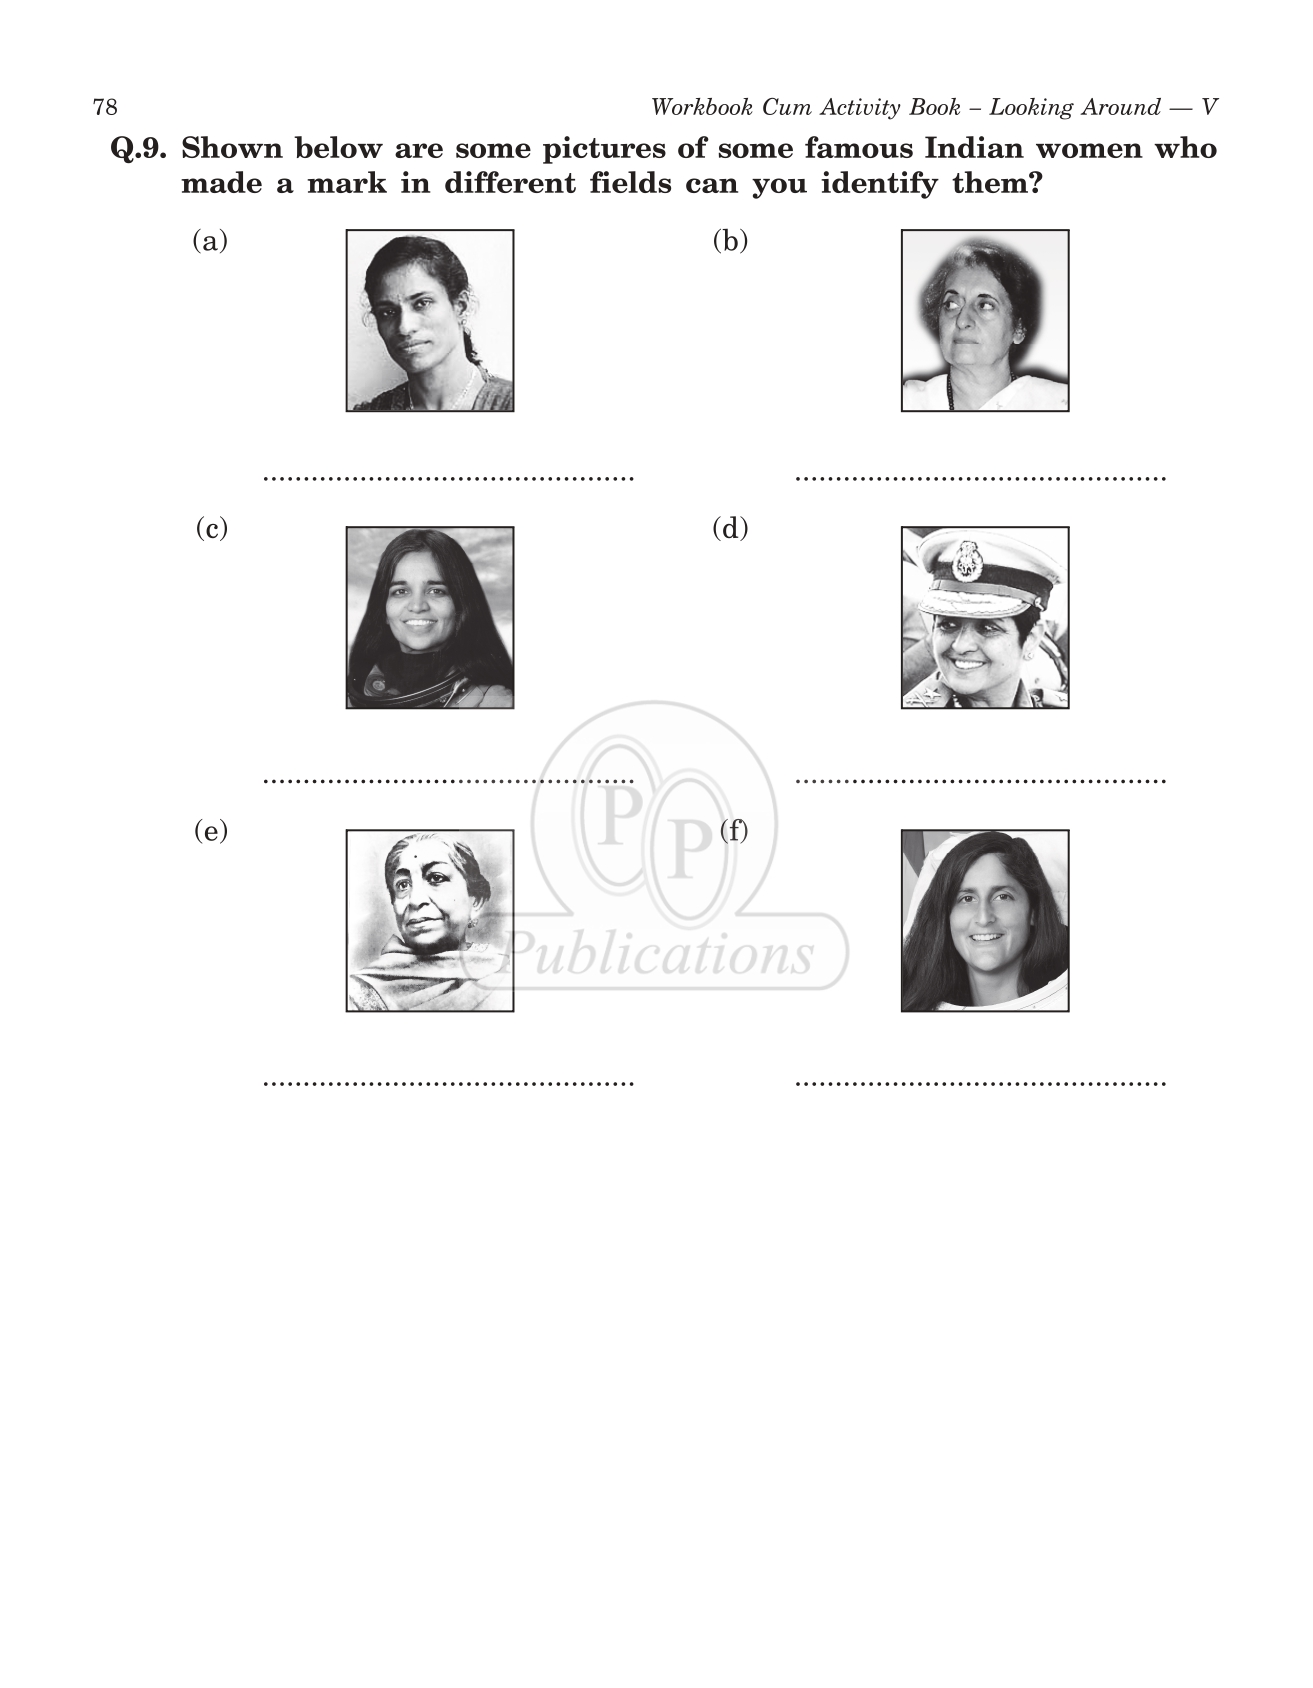 78
Workbook Cum Activity Book – Looking Around — V
Q.9. Shown below are some pictures of some famous Indian women who
made a mark in different fields can you identify them?
(a)
(b)
............................................. .............................................
(c)
(d)
............................................. .............................................
(e)
(f)
PP
Publications
............................................. .............................................